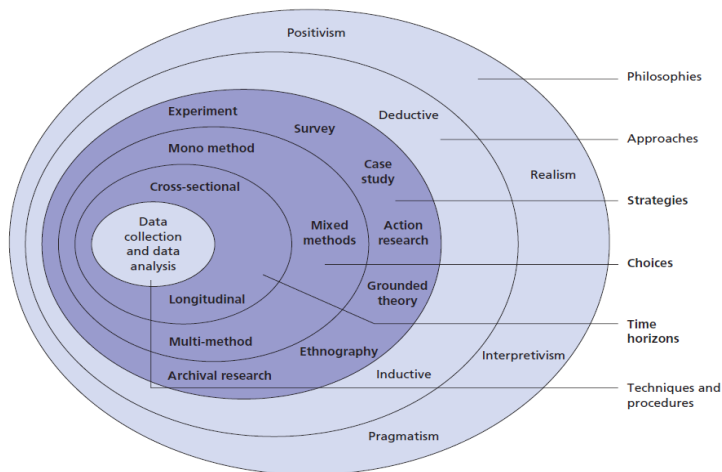 Positivism
Philosophies
Experiment
Deductive
Survey
Approaches
Mono method
Case
study
Realism
Cross-sectional
Strategies
Data
collection
and data
analysis
Mixed
methods
Action
research
Choices
Longitudinal
Grounded
theory
Time
horizons
Multi-method
Ethnography
Interpretivism
Archival research
Inductive
Techniques and
procedures
Pragmatism